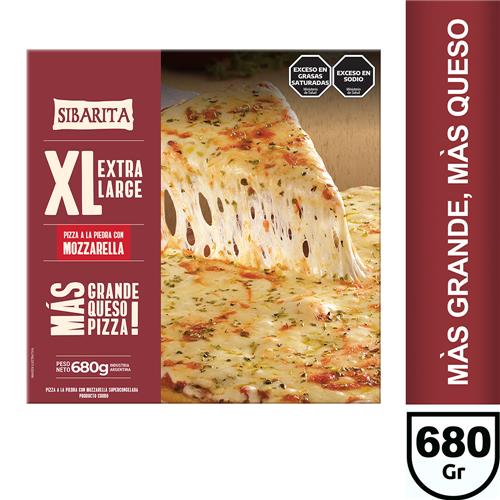 SIBARITA
XL EXTRA
LARGE
PIZZA A LA PIEDRA CON
MOZZARELLA
MÁS GRANDE
QUESO
PIZZA!
PESO
NETO 680g INDUSTRIA
ARGENTINA
PIZZA A LA PIEDRA CON MOZZARELLA SUPERCONGELADA
PRODUCTO CRUDO
EXCESO EN
GRASAS
SATURADAS
Ministerio
de Salud
EXCESO EN
SODIO
Ministerio
de Salud
MÀS GRANDE, MÀS QUESO
680
Gr